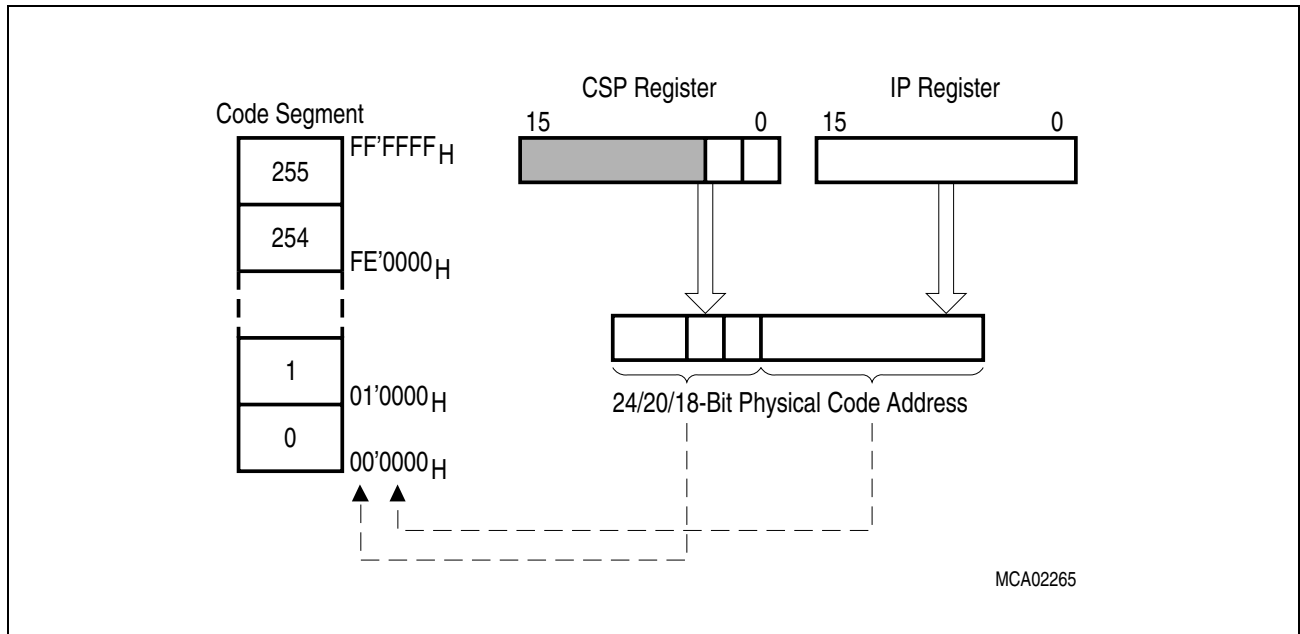 Code Segment
255
254
1
0
FF'FFFFH
FE'0000H
01'0000H
00'0000H
CSP Register
15 0
IP Register
15 0
24/20/18-Bit Physical Code Address
MCA02265